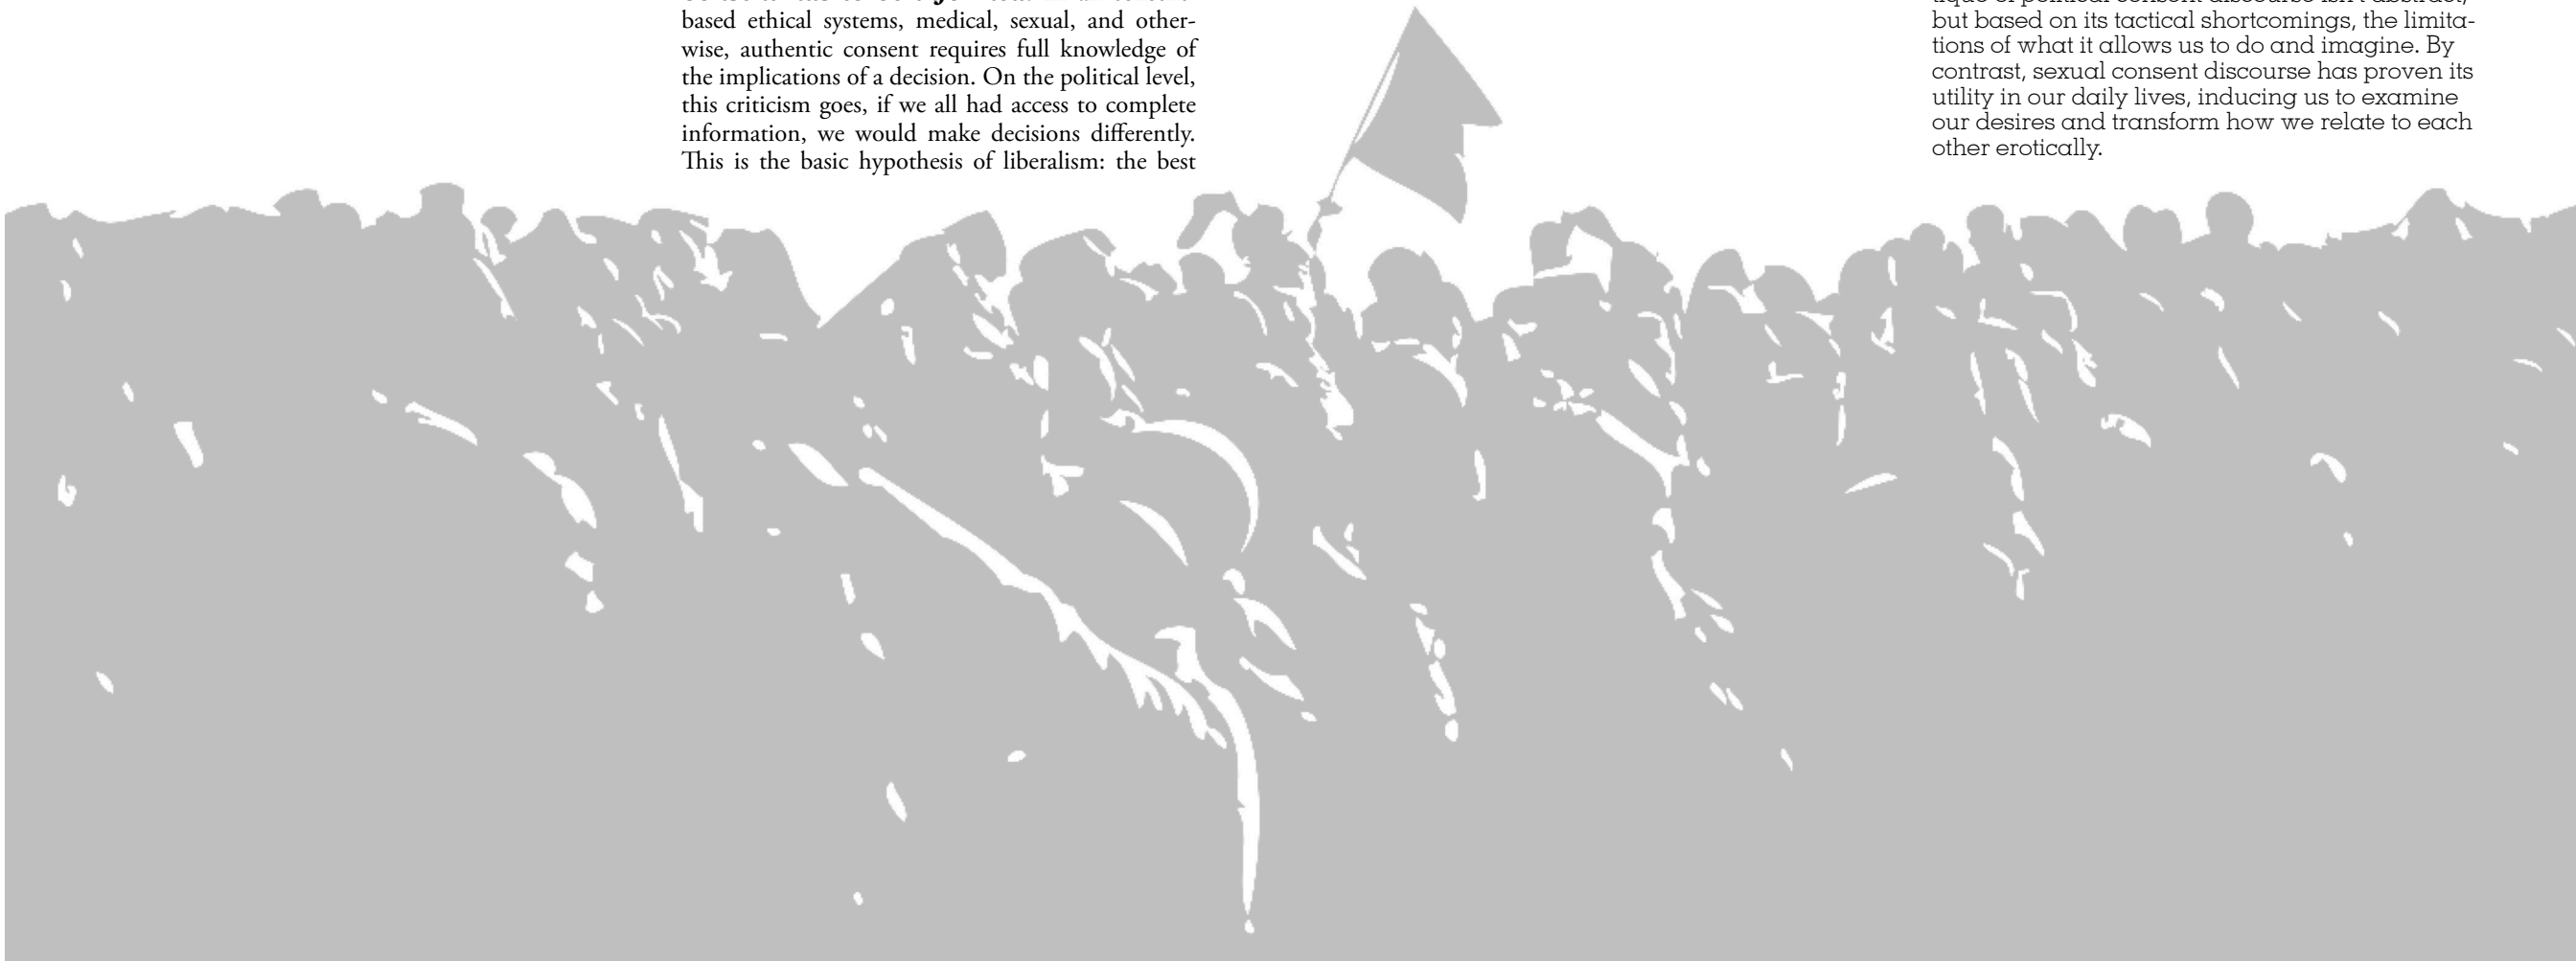 based ethical systems, medical, sexual, and other-
wise, authentic consent requires full knowledge of
the implications of a decision. On the political level,
this criticism goes, if we all had access to complete
information, we would make decisions differently.
This is the basic hypothesis of liberalism: the best
but based on its tactical shortcomings, the limita-
tions of what it allows us to do and imagine. By
contrast, sexual consent discourse has proven its
utility in our daily lives, inducing us to examine
our desires and transform how we relate to each
other erotically.